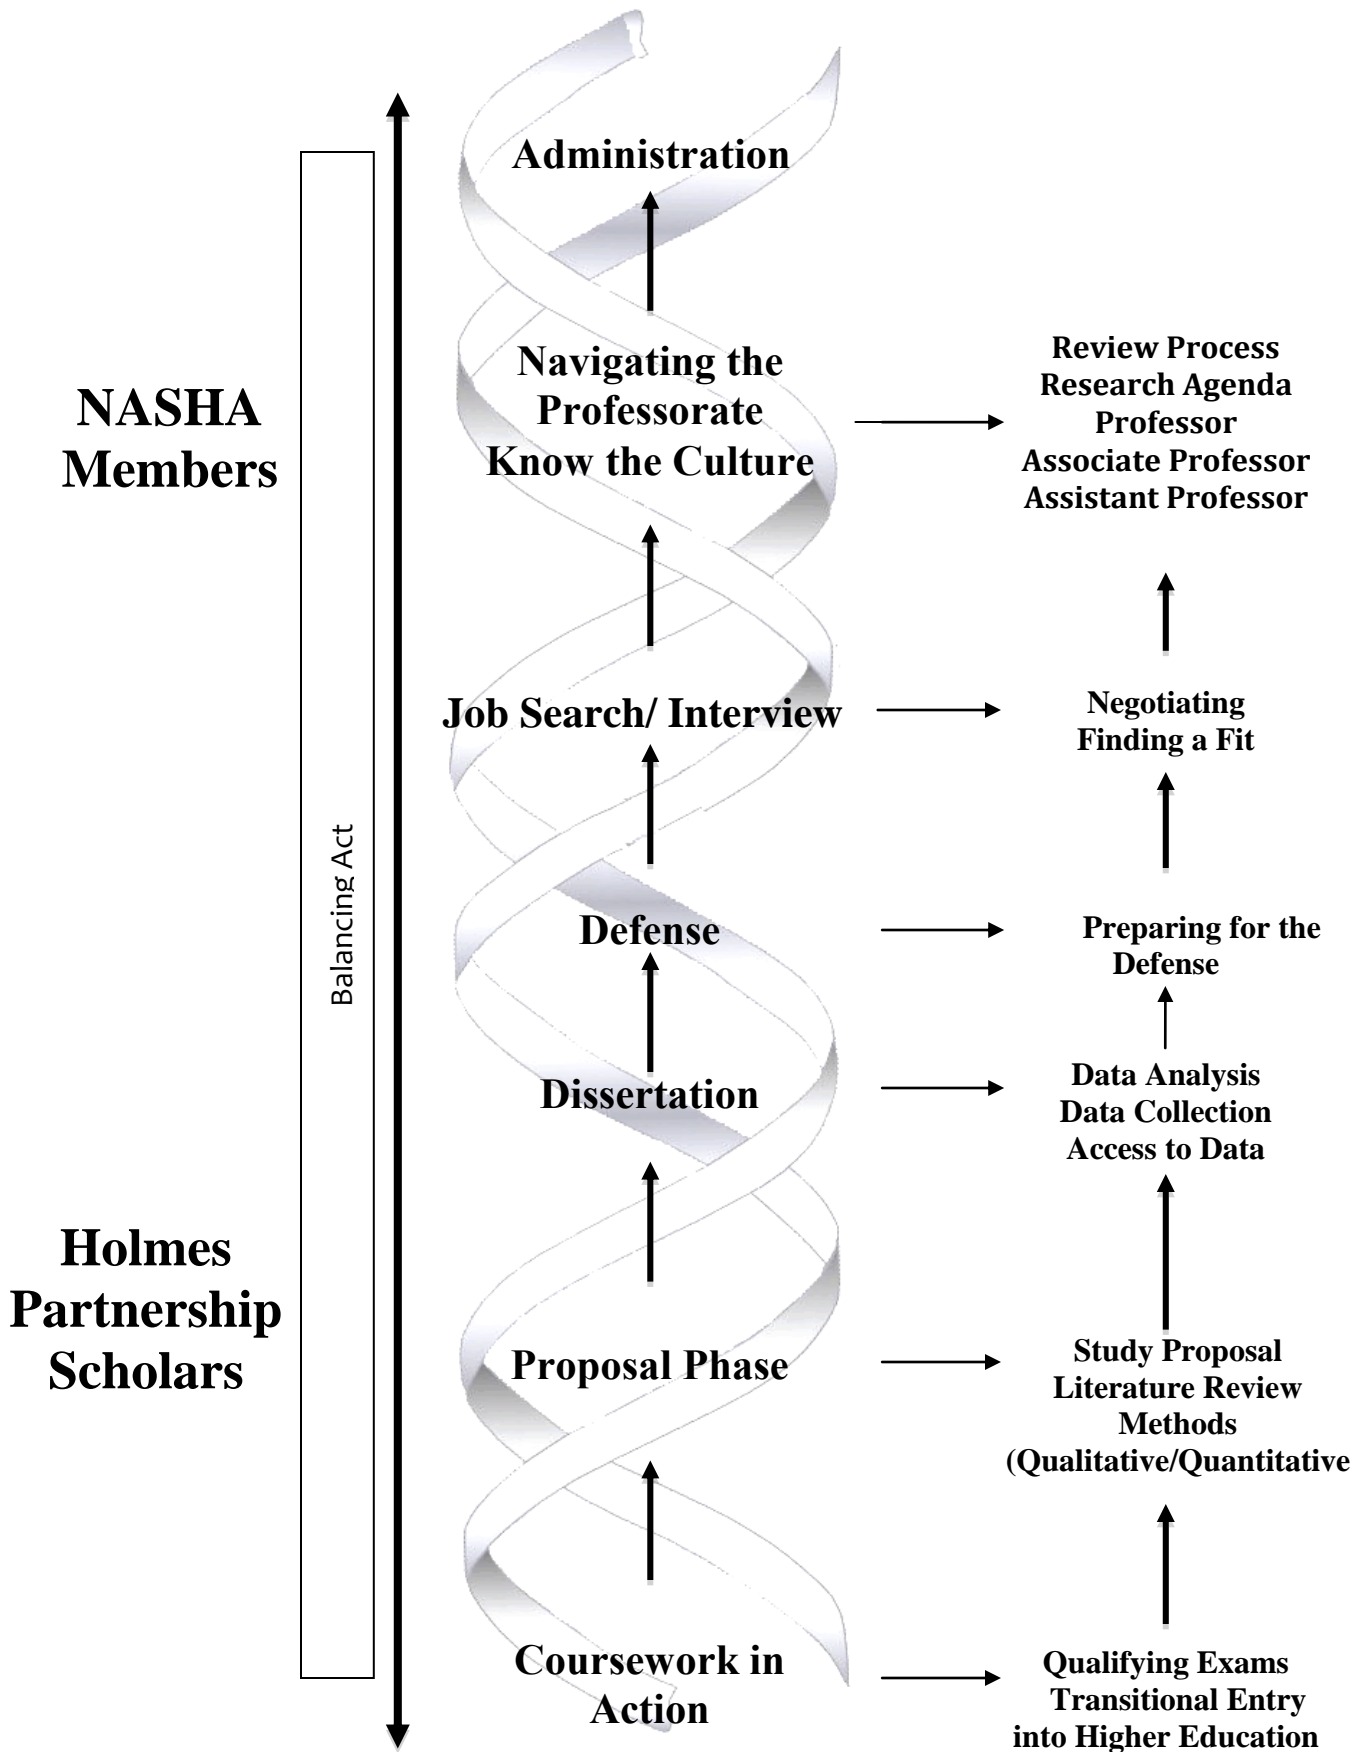 Administration
NASHA
Members
Navigating the
Professorate
Know the Culture
Review Process
Research Agenda
Professor
Associate Professor
Assistant Professor
Job Search/ Interview
Negotiating
Finding a Fit
Balancing Act
Defense
Preparing for the
Defense
Dissertation
Data Analysis
Data Collection
Access to Data
Holmes
Partnership
Scholars
Proposal Phase
Study Proposal
Literature Review
Methods
(Qualitative/Quantitative
Coursework in
Action
Qualifying Exams
Transitional Entry
into Higher Education